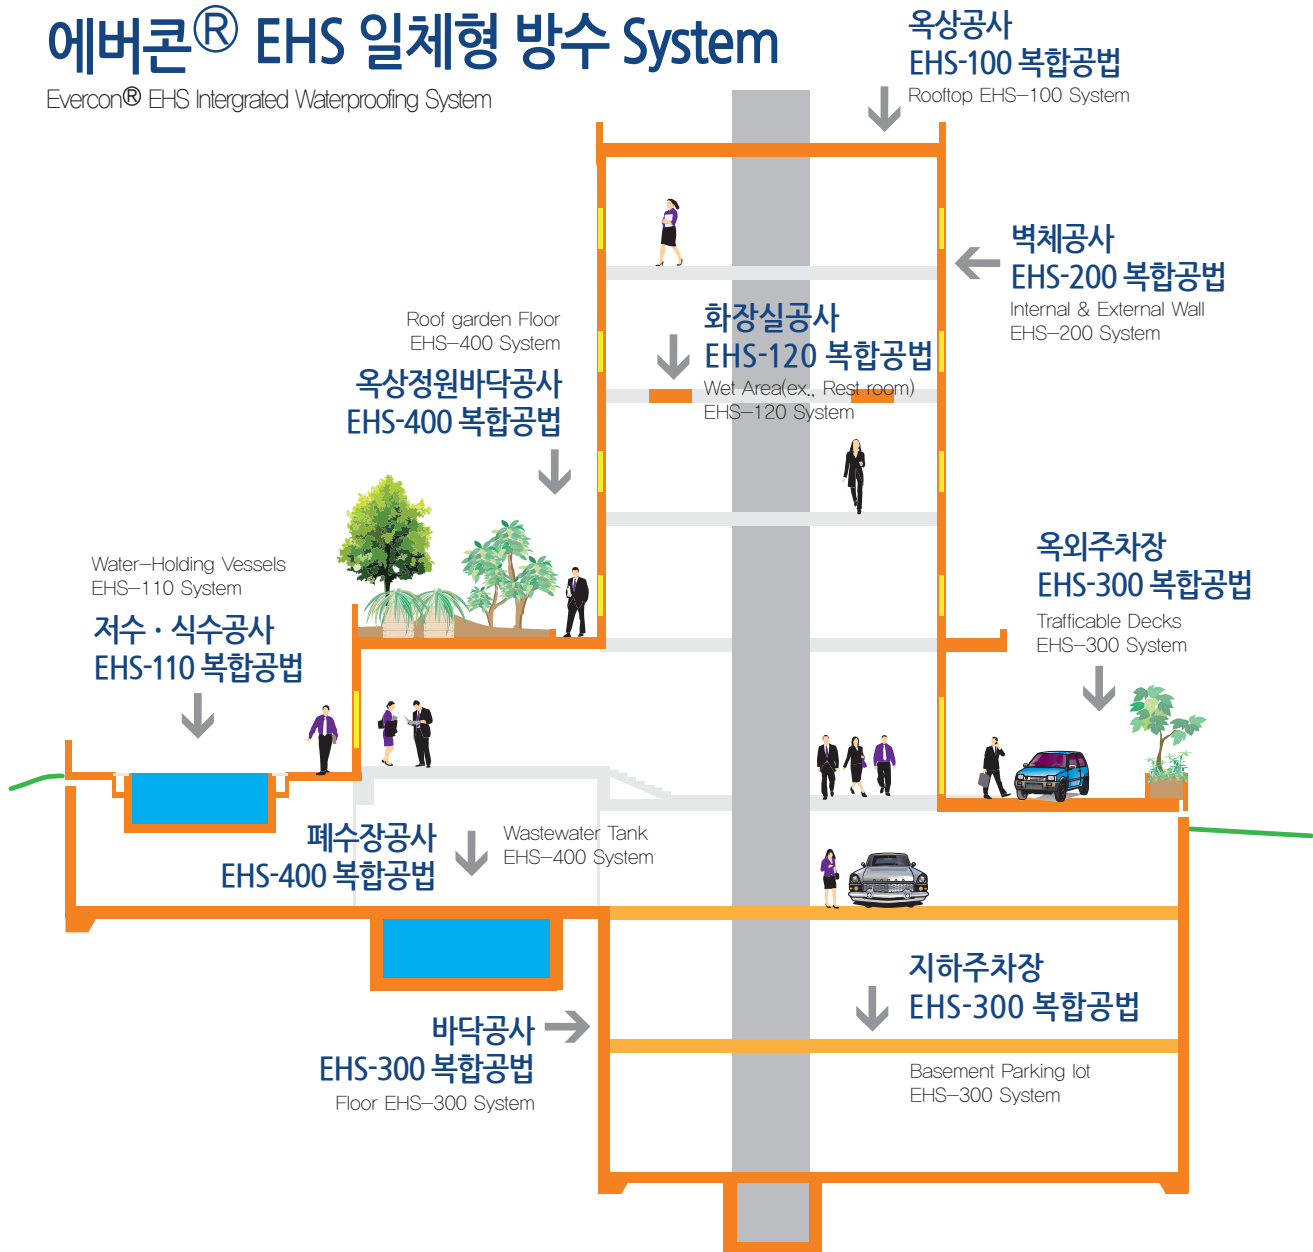 에버콘® EHS 일체형 방수 System
Evercon® EHS Intergrated Waterproofing System
옥상공사
EHS-100 복합공법
Rooftop EHS-100 System
벽체공사
EHS-200 복합공법
Internal & External Wall
EHS-200 System
화장실공사
EHS-120 복합공법
Wet Area(ex., Rest room)
EHS-120 System
Roof garden Floor
EHS-400 System
옥상정원바닥공사
EHS-400 복합공법
Water-Holding Vessels
EHS-110 System
저수 · 식수공사
EHS-110 복합공법
옥외주차장
EHS-300 복합공법
Trafficable Decks
EHS-300 System
폐수장공사
EHS-400 복합공법
Wastewater Tank
EHS-400 System
지하주차장
EHS-300 복합공법
Basement Parking lot
EHS-300 System
바닥공사
EHS-300 복합공법
Floor EHS-300 System